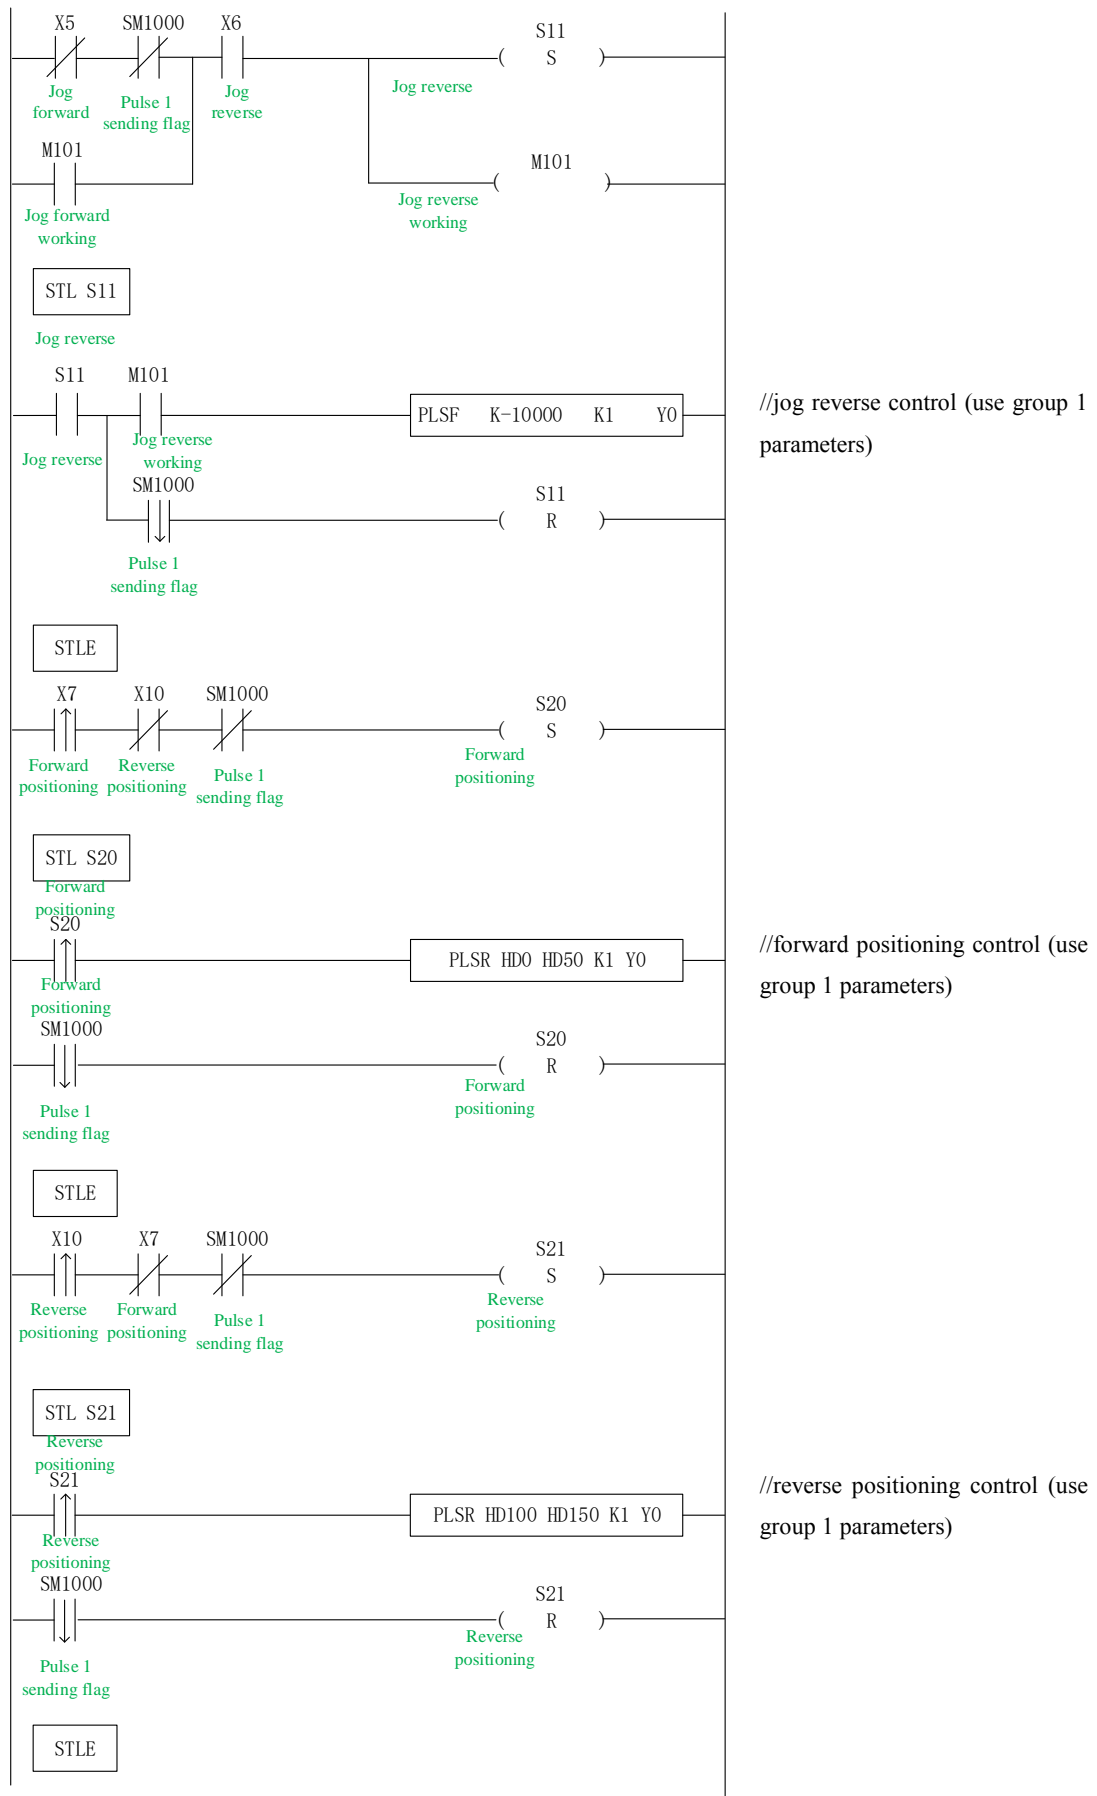 X5 SM1000 X6
S11
S
Jog forward
Pulse 1 sending flag
Jog reverse
Jog reverse
M101
M101
Jog forward working
Jog reverse working
STL S11
Jog reverse
S11 M101
PLSF K-10000 K1 Y0
//jog reverse control (use group 1
parameters)
Jog reverse
Jog reverse working
SM1000
S11
R
Pulse 1
sending flag
STLE
X7 X10 SM1000
S20
S
Forward positioning
Reverse positioning
Pulse 1 sending flag
Forward positioning
STL S20
Forward
positioning
S20
PLSR HD0 HD50 K1 Y0
//forward positioning control (use
group 1 parameters)
Forward
positioning
SM1000
S20
R
Forward
positioning
Pulse 1
sending flag
STLE
X10 X7 SM1000
S21
S
Reverse positioning
Forward positioning
Pulse 1 sending flag
Reverse positioning
STL S21
Reverse
positioning
S21
PLSR HD100 HD150 K1 Y0
//reverse positioning control (use
group 1 parameters)
Reverse
positioning
SM1000
S21
R
Reverse
positioning
Pulse 1
sending flag
STLE